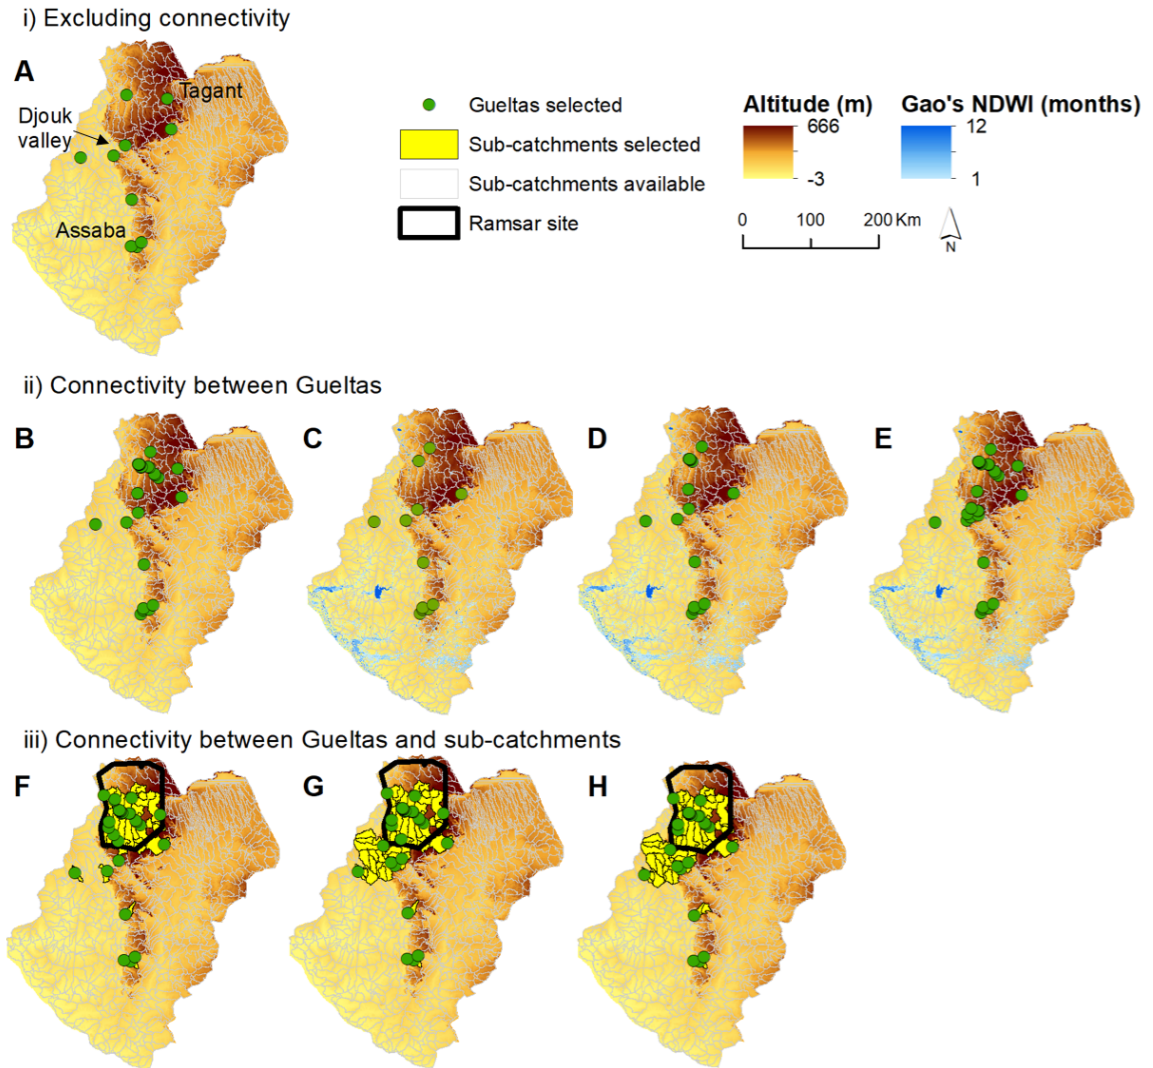 i) Excluding connectivity
A
Tagant
Djouk
valley
Assaba
Gueltas selected
Sub-catchments selected
Sub-catchments available
Ramsar site
Altitude (m)
666
-3
Gao's NDWI (months)
12
1
0 100 200 Km
N
ii) Connectivity between Gueltas
B C D E
iii) Connectivity between Gueltas and sub-catchments
F G H